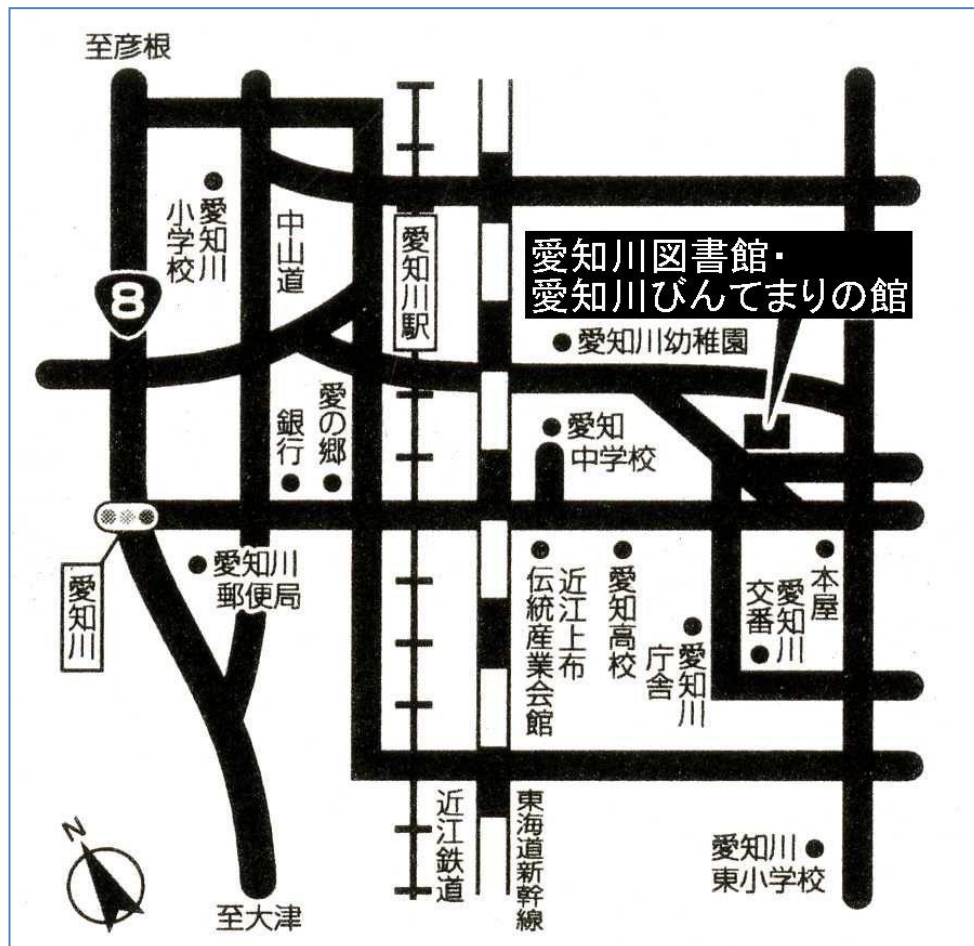 至彦根
愛知川
小学校
中山道
愛知川駅
愛知川図書館・
愛知川びんてまりの館
8
愛知川幼稚園
愛の郷
銀行
愛知
中学校
愛知川
愛知川
郵便局
近江上布
伝統産業会館
愛知高校
愛知川
庁舎
愛知川
交番
本屋
近江鉄道
東海道新幹線
愛知川
東小学校
N
至大津